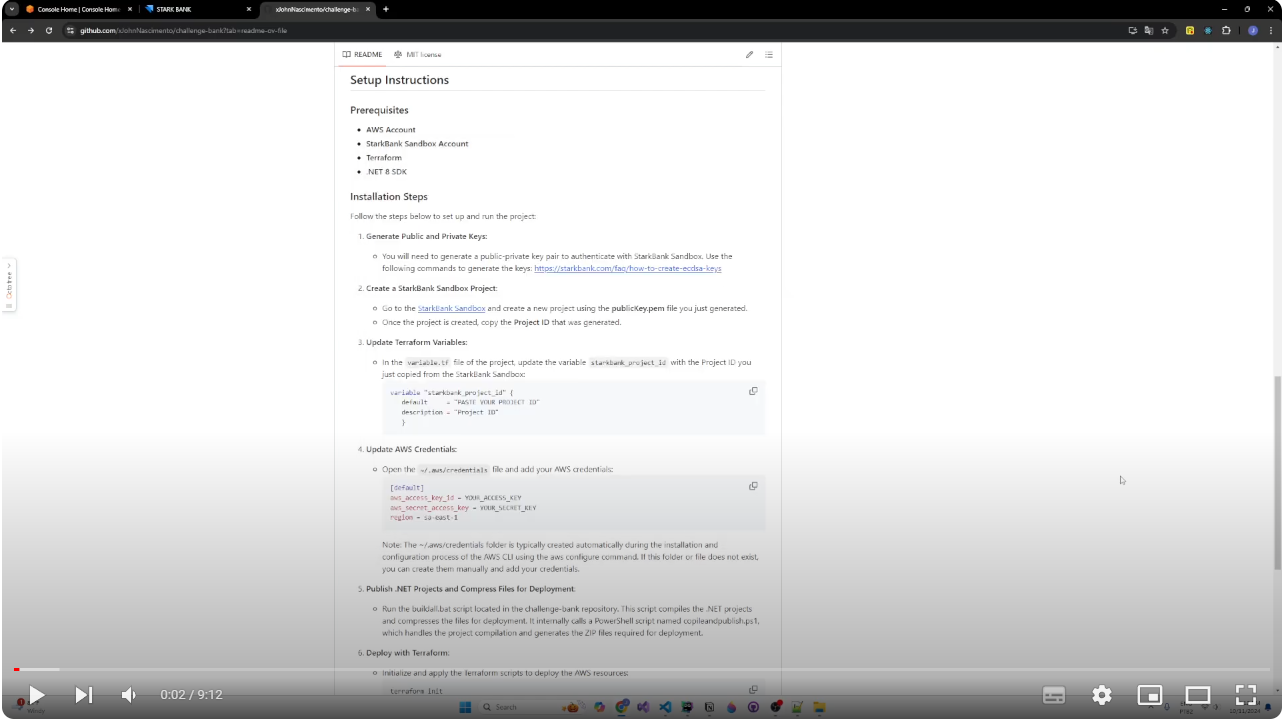 Console Home | Console Home
STARK BANK
xJohnNascimento/challenge-b
github.com/xJohnNascimento/challenge-bank?tab=readme-ov-file
README
MIT license
Setup Instructions
Prerequisites
AWS Account
StarkBank Sandbox Account
Terraform
.NET 8 SDK
Installation Steps
Follow the steps below to set up and run the project:
1. Generate Public and Private Keys:
You will need to generate a public-private key pair to authenticate with StarkBank Sandbox. Use the
following commands to generate the keys: https://starkbank.com/faq/how-to-create-ecdsa-keys
2. Create a StarkBank Sandbox Project:
Go to the StarkBank Sandbox and create a new project using the publicKey.pem file you just generated.
Once the project is created, copy the Project ID that was generated.
3. Update Terraform Variables:
In the variable.tf file of the project, update the variable starkbank_project_id with the Project ID you
just copied from the StarkBank Sandbox:
variable "starkbank_project_id" {
default = "PASTE YOUR PROJECT ID"
description = "Project ID"
}
4. Update AWS Credentials:
Open the ~/.aws/credentials file and add your AWS credentials:
[default]
aws_access_key_id = YOUR_ACCESS_KEY
aws_secret_access_key = YOUR_SECRET_KEY
region = sa-east-1
Note: The ~/.aws/credentials folder is typically created automatically during the installation and
configuration process of the AWS CLI using the aws configure command. If this folder or file does not exist,
you can create them manually and add your credentials.
5. Publish .NET Projects and Compress Files for Deployment:
Run the buildall.bat script located in the challenge-bank repository. This script compiles the .NET projects
and compresses the files for deployment. It internally calls a PowerShell script named copileandpublish.ps1,
which handles the project compilation and generates the ZIP files required for deployment.
6. Deploy with Terraform:
Initialize and apply the Terraform scripts to deploy the AWS resources:
terraform init
0:02 / 9:12
Search